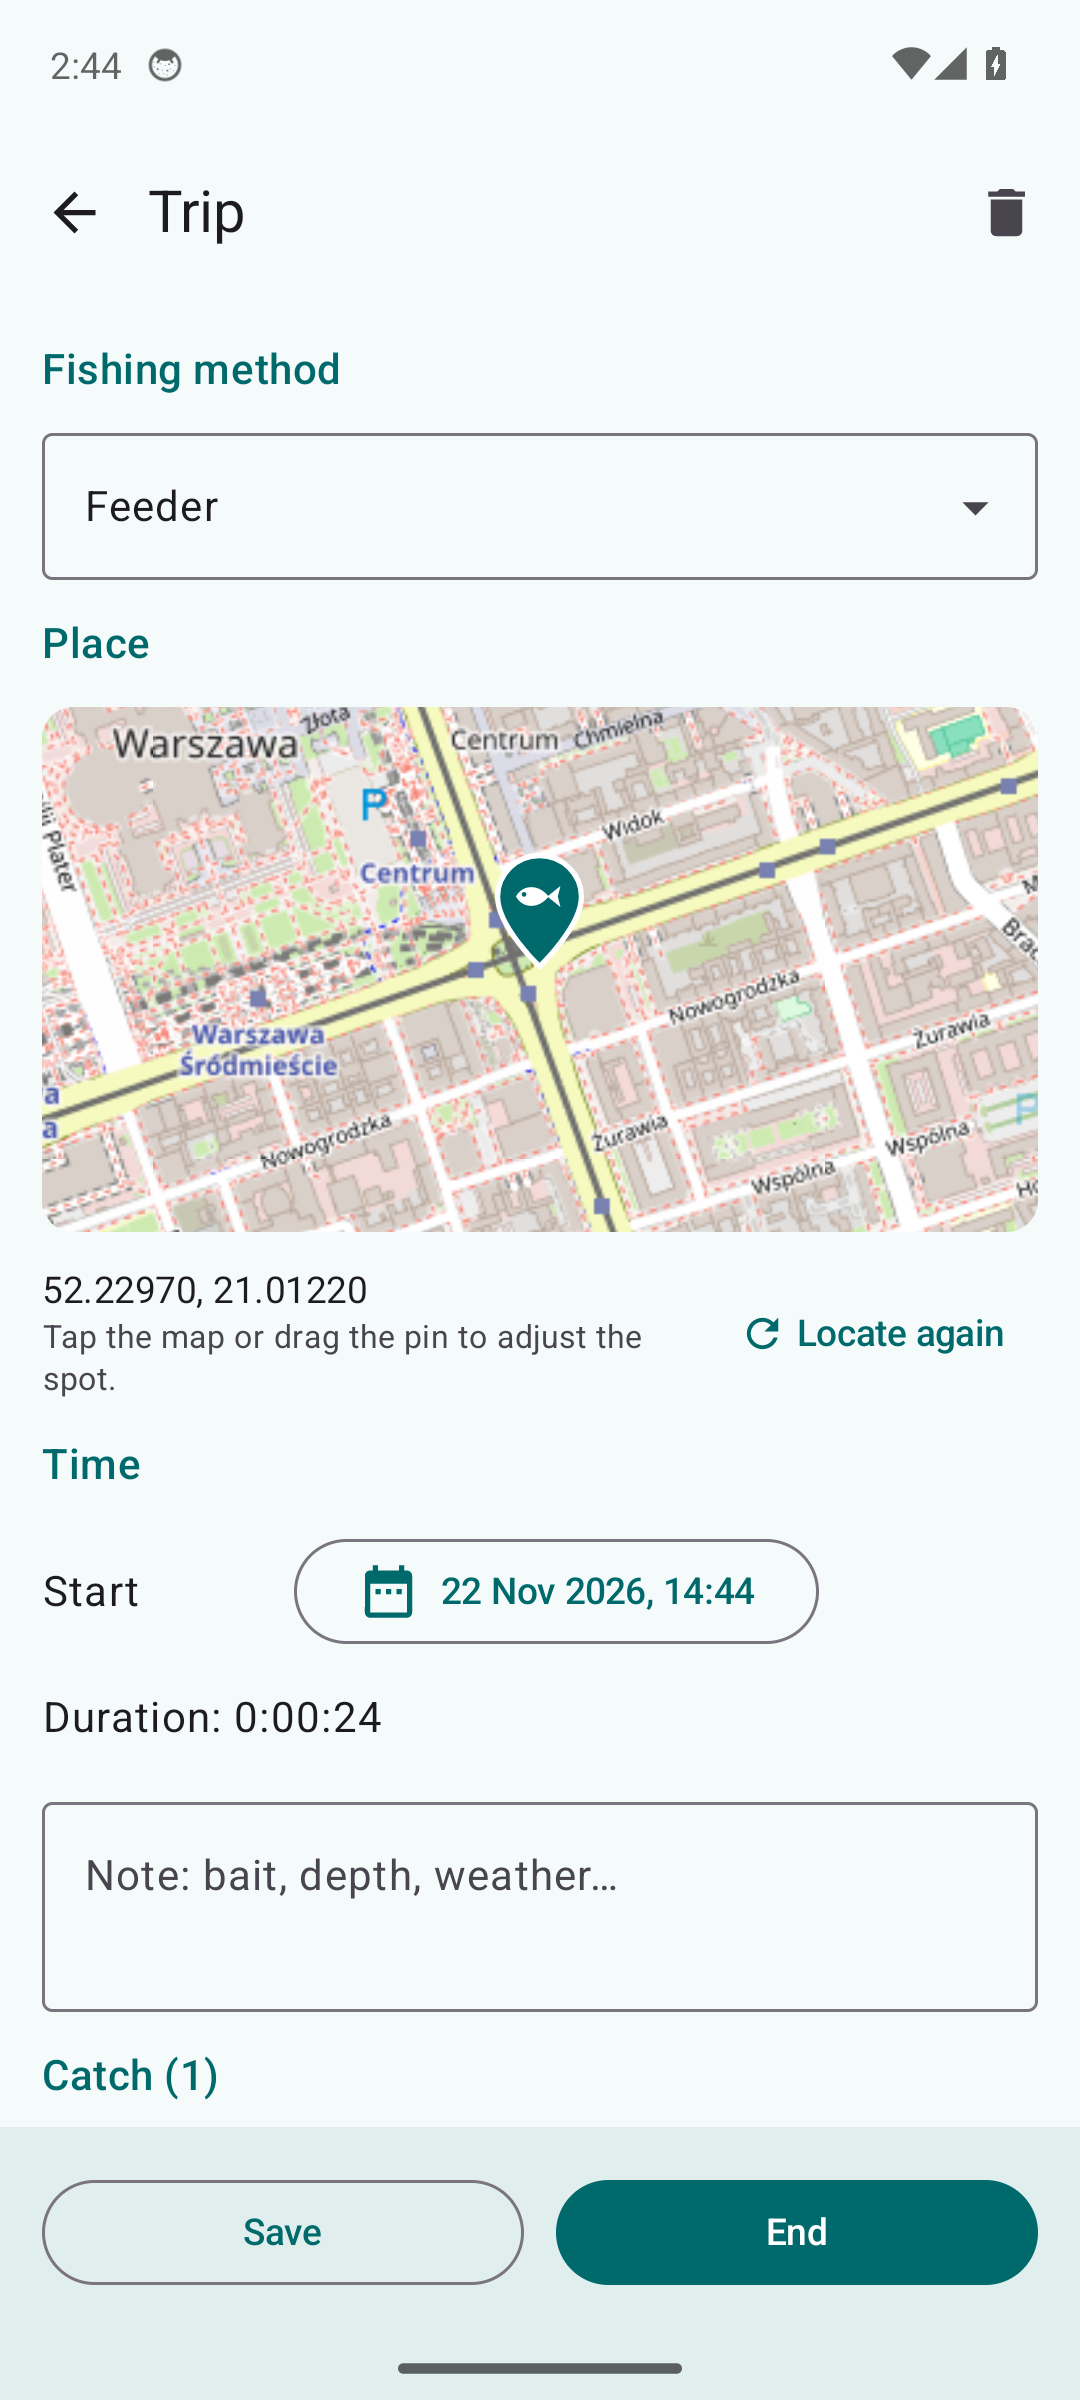 2:44
Trip
Fishing method
Feeder
Place
Złota
Warszawa
Centrum
Chmielna
P
Widok
Plater
Centrum
Nowogrodzka
Żurawia
Warszawa
Śródmieście
a
a
Nowogrodzka
Żurawia
Wspólna
Wspólna
P
52.22970, 21.01220
Tap the map or drag the pin to adjust the
spot.
Locate again
Time
Start
22 Nov 2026, 14:44
Duration: 0:00:24
Note: bait, depth, weather…
Catch (1)
Save
End